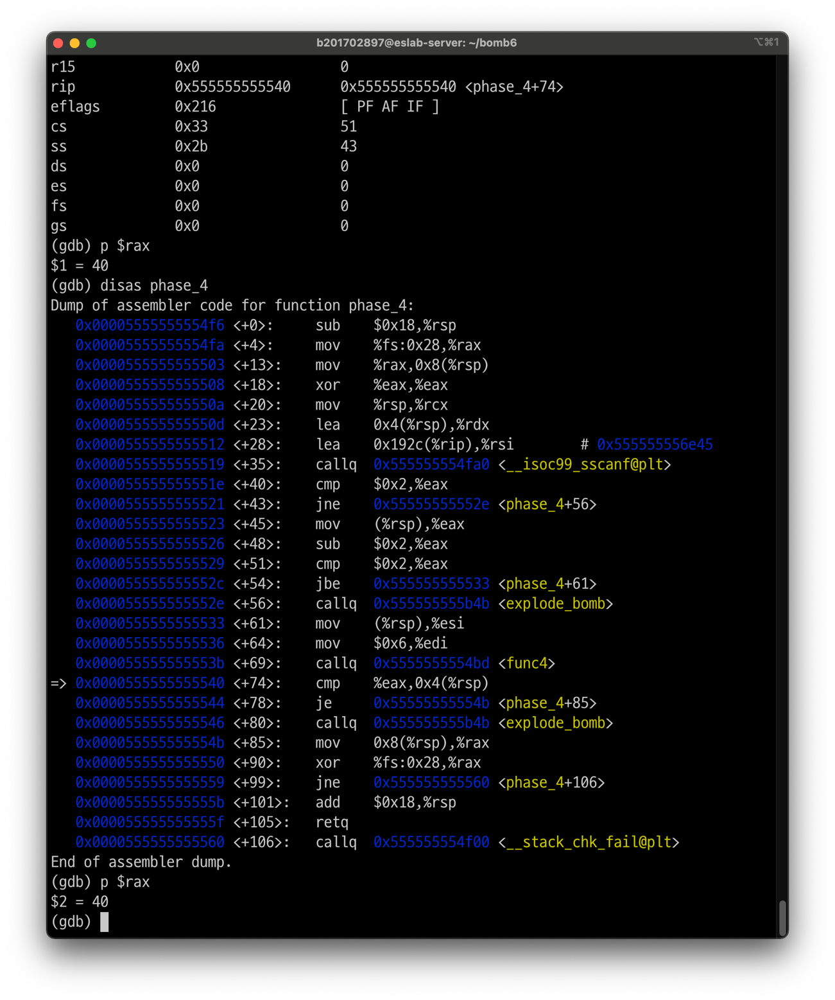 b201702897@eslab-server: ~/bomb6
⌥⌘1
r15 0x0 0
rip 0x555555555540 0x555555555540 <phase_4+74>
eflags 0x216 [ PF AF IF ]
cs 0x33 51
ss 0x2b 43
ds 0x0 0
es 0x0 0
fs 0x0 0
gs 0x0 0
(gdb) p $rax
$1 = 40
(gdb) disas phase_4
Dump of assembler code for function phase_4:
0x00005555555554f6 <+0>: sub $0x18,%rsp
0x00005555555554fa <+4>: mov %fs:0x28,%rax
0x0000555555555503 <+13>: mov %rax,0x8(%rsp)
0x0000555555555508 <+18>: xor %eax,%eax
0x000055555555550a <+20>: mov %rsp,%rcx
0x000055555555550d <+23>: lea 0x4(%rsp),%rdx
0x0000555555555512 <+28>: lea 0x192c(%rip),%rsi # 0x555555556e45
0x0000555555555519 <+35>: callq 0x555555554fa0 <__isoc99_sscanf@plt>
0x000055555555551e <+40>: cmp $0x2,%eax
0x0000555555555521 <+43>: jne 0x55555555552e <phase_4+56>
0x0000555555555523 <+45>: mov (%rsp),%eax
0x0000555555555526 <+48>: sub $0x2,%eax
0x0000555555555529 <+51>: cmp $0x2,%eax
0x000055555555552c <+54>: jbe 0x555555555533 <phase_4+61>
0x000055555555552e <+56>: callq 0x555555555b4b <explode_bomb>
0x0000555555555533 <+61>: mov (%rsp),%esi
0x0000555555555536 <+64>: mov $0x6,%edi
0x000055555555553b <+69>: callq 0x5555555554bd <func4>
=> 0x0000555555555540 <+74>: cmp %eax,0x4(%rsp)
0x0000555555555544 <+78>: je 0x55555555554b <phase_4+85>
0x0000555555555546 <+80>: callq 0x555555555b4b <explode_bomb>
0x000055555555554b <+85>: mov 0x8(%rsp),%rax
0x0000555555555550 <+90>: xor %fs:0x28,%rax
0x0000555555555559 <+99>: jne 0x555555555560 <phase_4+106>
0x000055555555555b <+101>: add $0x18,%rsp
0x000055555555555f <+105>: retq
0x0000555555555560 <+106>: callq 0x555555554f00 <__stack_chk_fail@plt>
End of assembler dump.
(gdb) p $rax
$2 = 40
(gdb)